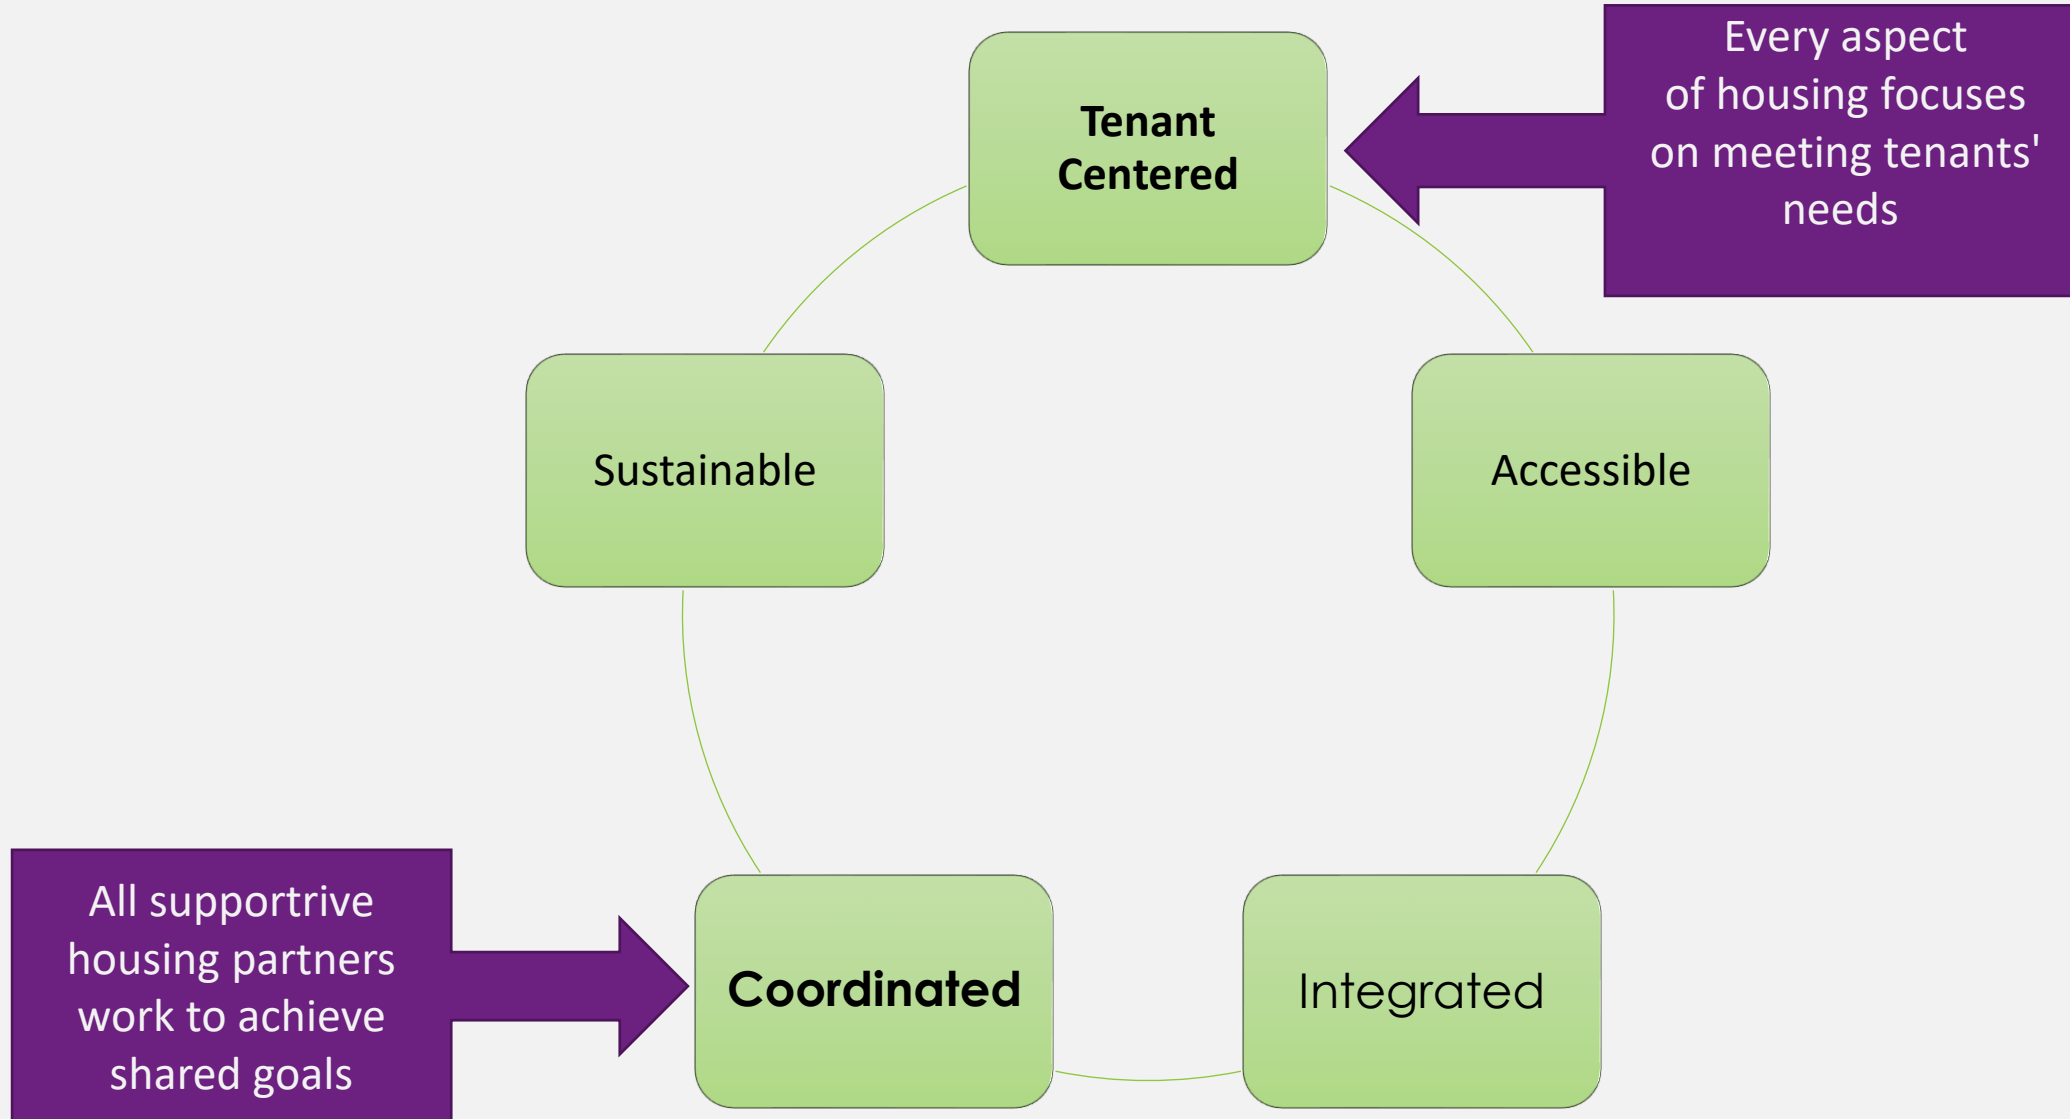 Tenant
Centered
Every aspect
of housing focuses
on meeting tenants'
needs
Sustainable
Accessible
All supportrive
housing partners
work to achieve
shared goals
Coordinated
Integrated